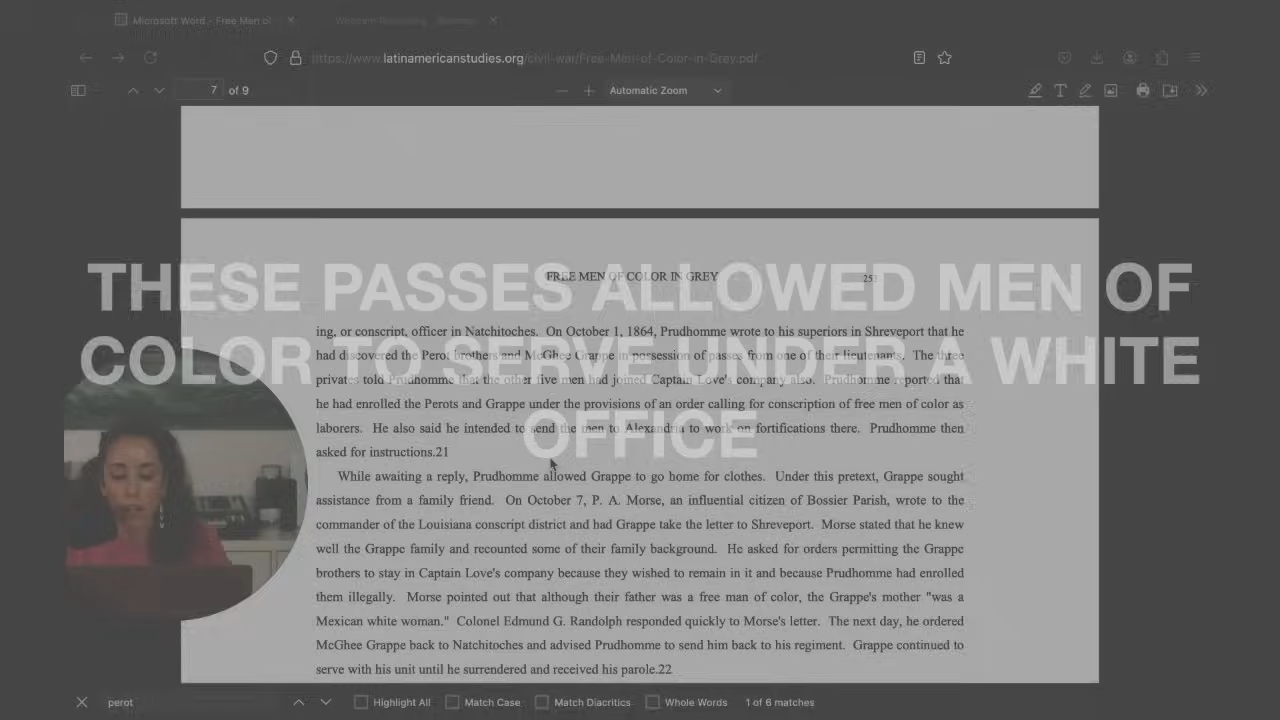 Microsoft Word - Free Men of
https://www.latinamericanstudies.org/civil-war/Free-Men-of-Color-in-Grey.pdf
7 of 9
Automatic Zoom
FREE MEN OF COLOR IN GREY
THESE PASSES ALLOWED MEN OF
COLOR TO SERVE UNDER A WHITE
OFFICE
ing, or conscript, officer in Natchitoches. On October 1, 1864, Prudhomme wrote to his superiors in Shreveport that he
had discovered the Perot brothers and McGhee Grappe in possession of passes from one of their lieutenants. The three
privates told Prudhomme that the other five men had joined Captain Love's company also. Prudhomme reported that
he had enrolled the Perots and Grappe under the provisions of an order calling for conscription of free men of color as
laborers. He also said he intended to send the men to Alexandria to work on fortifications there. Prudhomme then
asked for instructions.21
While awaiting a reply, Prudhomme allowed Grappe to go home for clothes. Under this pretext, Grappe sought
assistance from a family friend. On October 7, P. A. Morse, an influential citizen of Bossier Parish, wrote to the
commander of the Louisiana conscript district and had Grappe take the letter to Shreveport. Morse stated that he knew
well the Grappe family and recounted some of their family background. He asked for orders permitting the Grappe
brothers to stay in Captain Love's company because they wished to remain in it and because Prudhomme had enrolled
them illegally. Morse pointed out that although their father was a free man of color, the Grappe's mother "was a
Mexican white woman." Colonel Edmund G. Randolph responded quickly to Morse's letter. The next day, he ordered
McGhee Grappe back to Natchitoches and advised Prudhomme to send him back to his regiment. Grappe continued to
serve with his unit until he surrendered and received his parole.22
perot
Highlight All
Match Case
Match Diacritics
Whole Words
1 of 6 matches